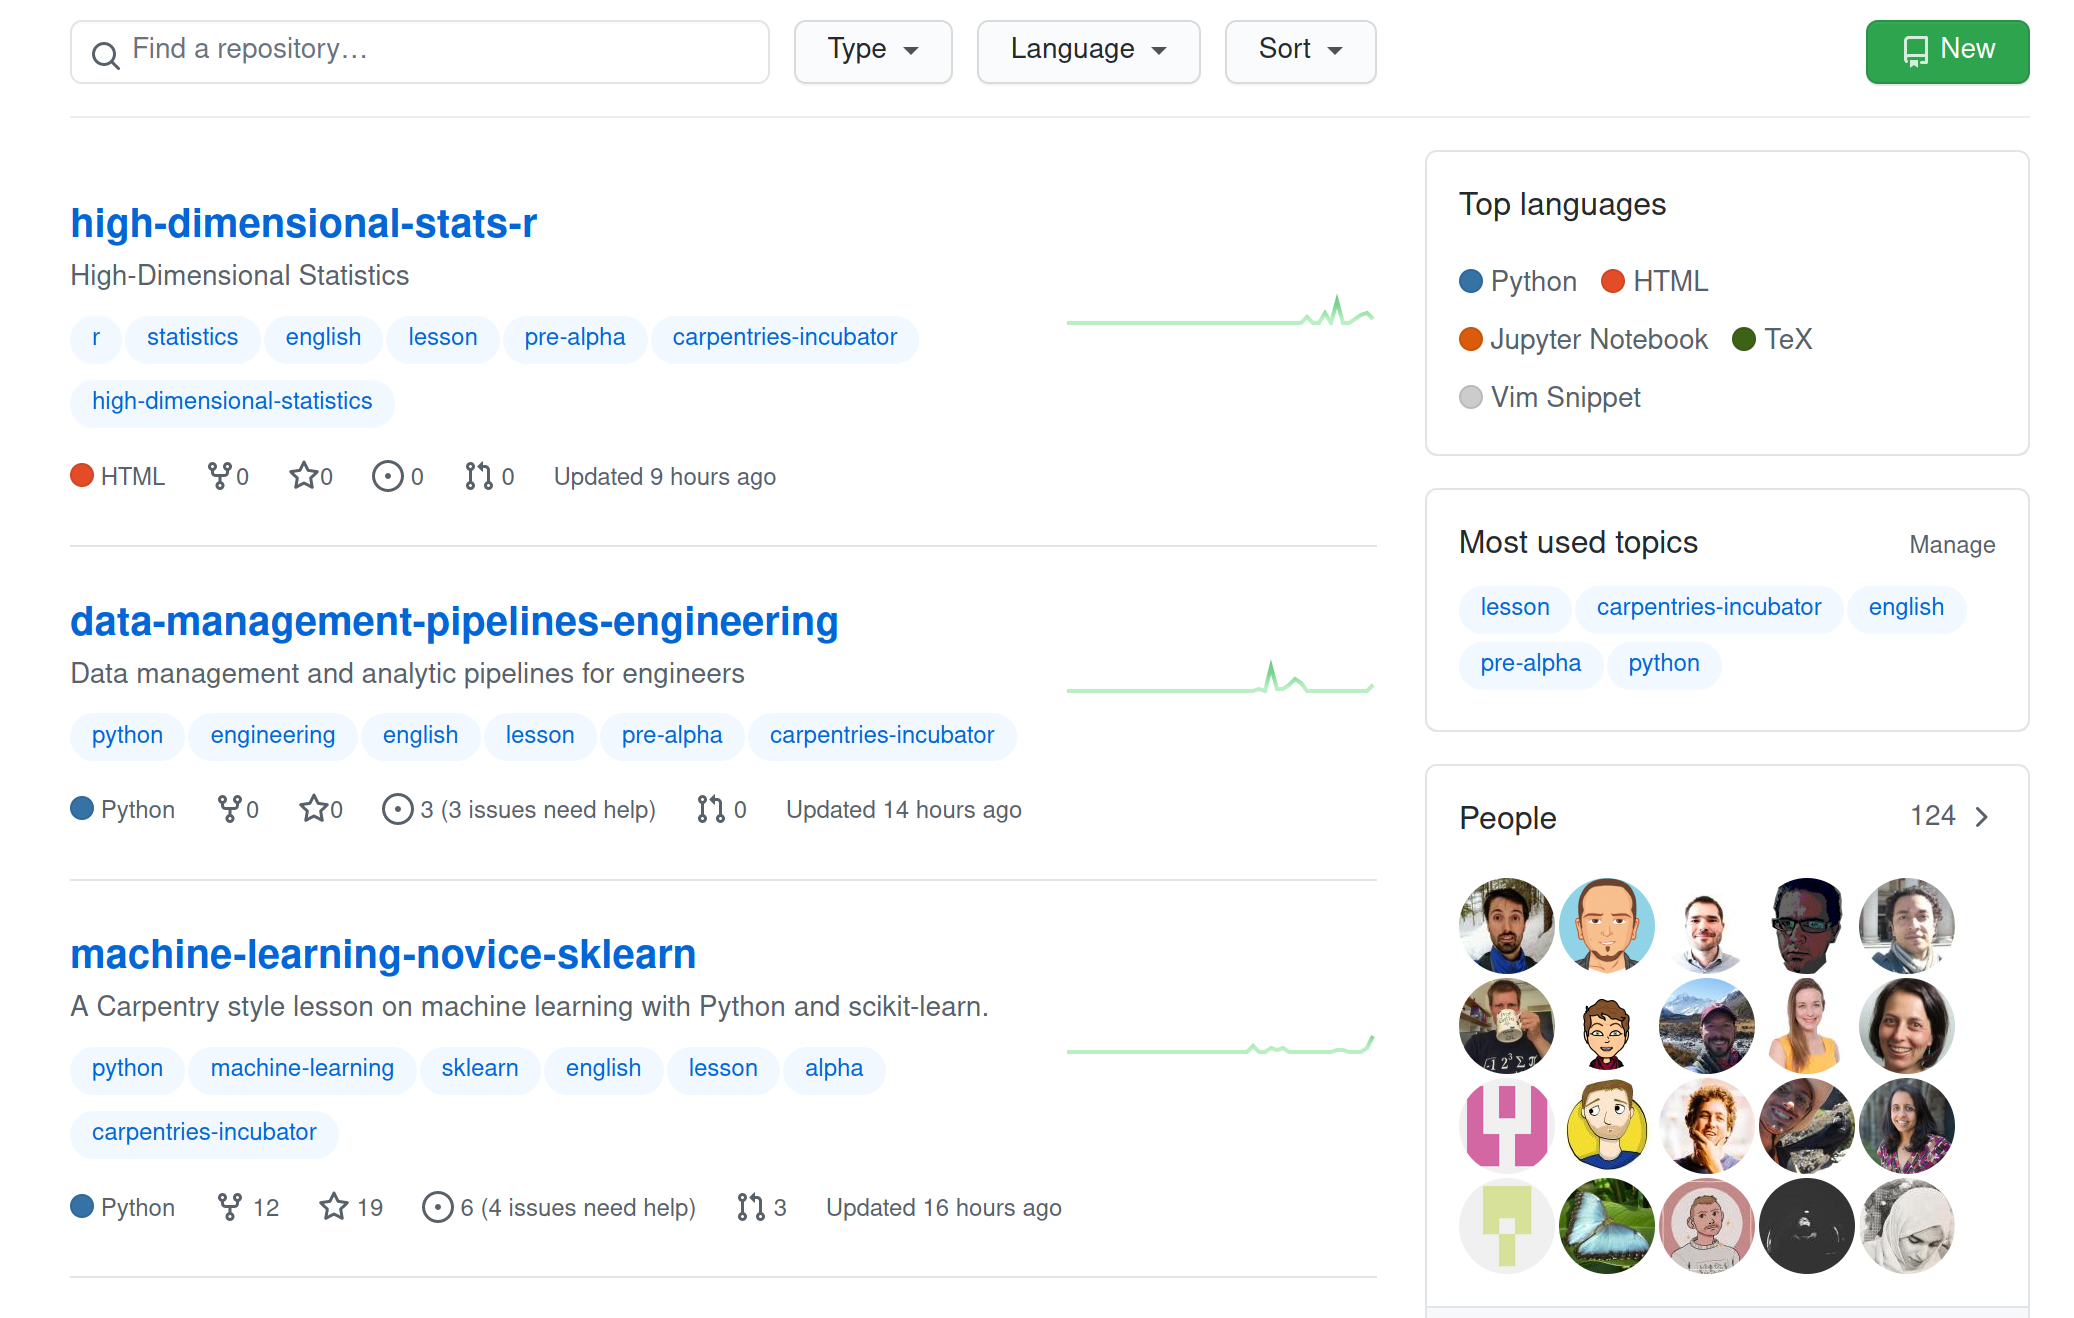 Find a repository…
Type
Language
Sort
New
high-dimensional-stats-r
High-Dimensional Statistics
r statistics english lesson pre-alpha carpentries-incubator
high-dimensional-statistics
HTML 0 0 0 0 Updated 9 hours ago
data-management-pipelines-engineering
Data management and analytic pipelines for engineers
python engineering english lesson pre-alpha carpentries-incubator
Python 0 0 3 (3 issues need help) 0 Updated 14 hours ago
machine-learning-novice-sklearn
A Carpentry style lesson on machine learning with Python and scikit-learn.
python machine-learning sklearn english lesson alpha
carpentries-incubator
Python 12 19 6 (4 issues need help) 3 Updated 16 hours ago
Top languages
Python HTML
Jupyter Notebook TeX
Vim Snippet
Most used topics Manage
lesson carpentries-incubator english
pre-alpha python
People 124